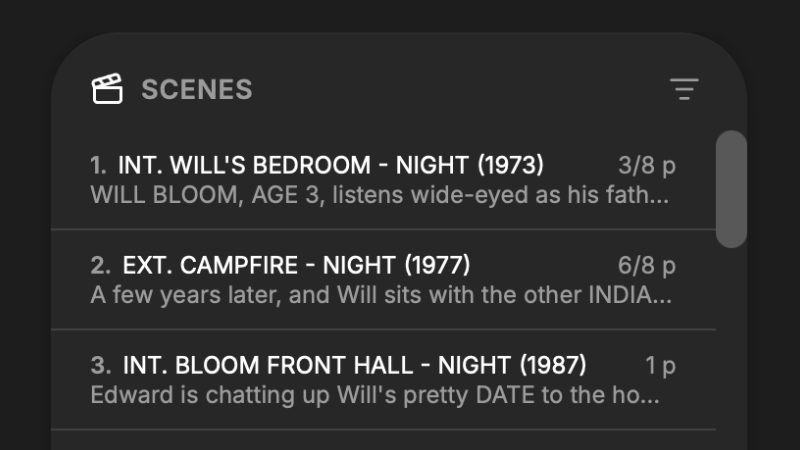 SCENES
1. INT. WILL'S BEDROOM - NIGHT (1973) 3/8 p
WILL BLOOM, AGE 3, listens wide-eyed as his fath...
2. EXT. CAMPFIRE - NIGHT (1977) 6/8 p
A few years later, and Will sits with the other INDIA...
3. INT. BLOOM FRONT HALL - NIGHT (1987) 1 p
Edward is chatting up Will's pretty DATE to the ho...